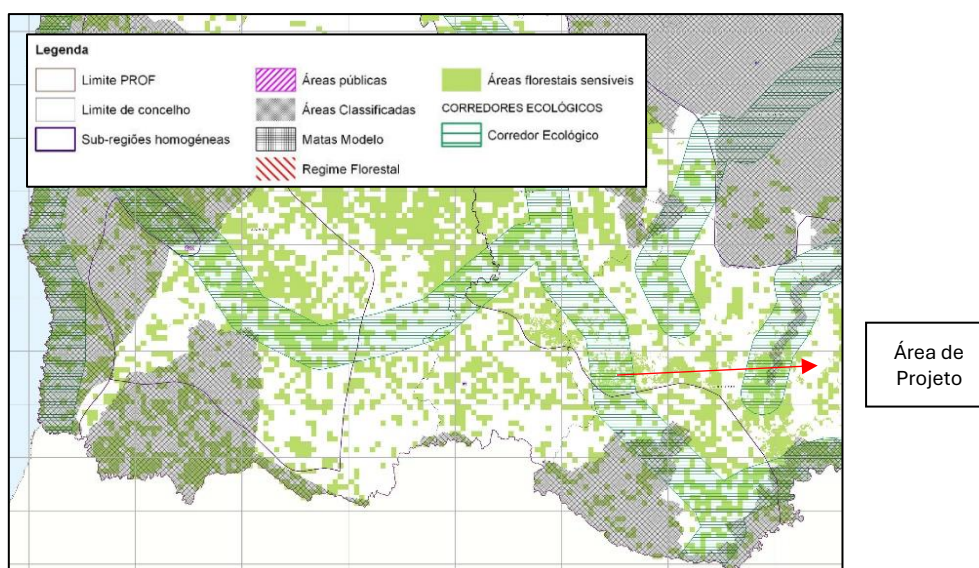 Legenda
Limite PROF
Limite de concelho
Sub-regiões homogéneas
Áreas públicas
Áreas Classificadas
Matas Modelo
Regime Florestal
Áreas florestais sensíveis
CORREDORES ECOLÓGICOS
Corredor Ecológico
Área de
Projeto